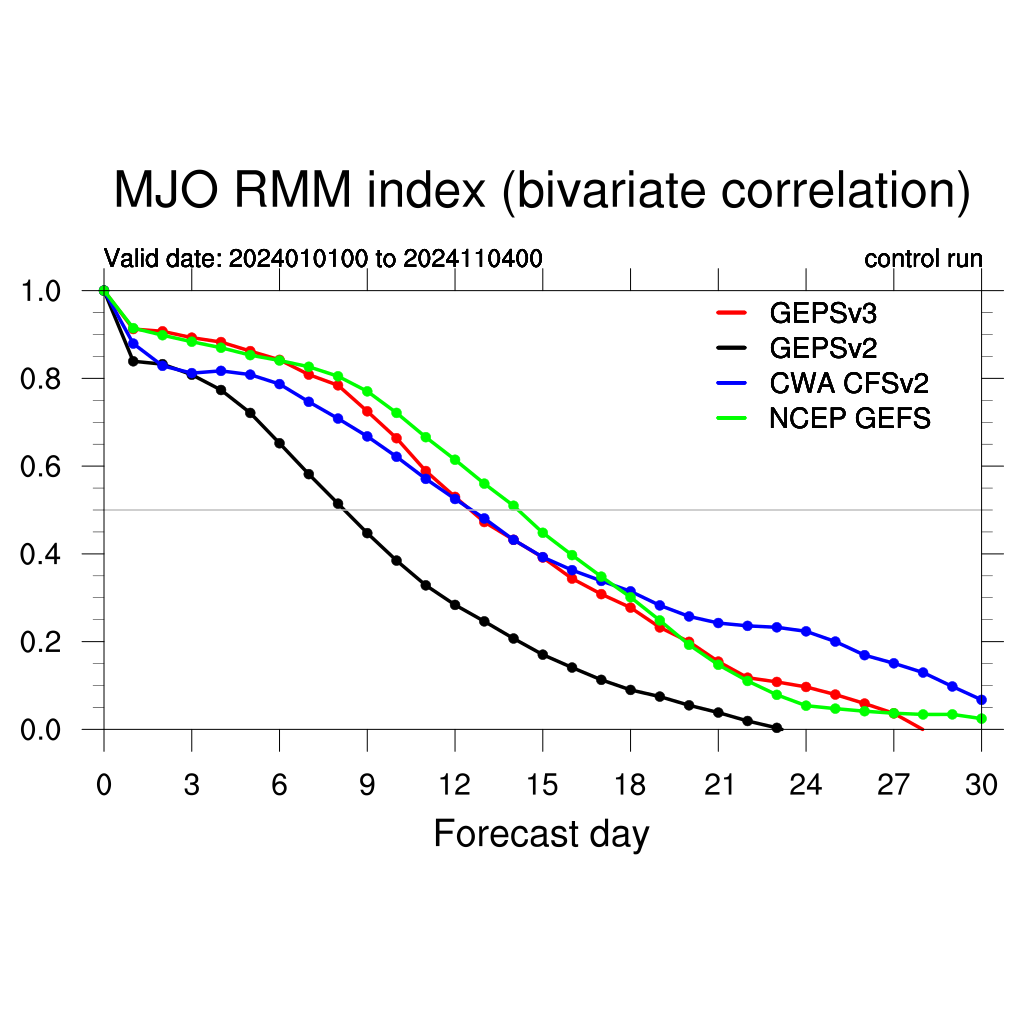 MJO RMM index (bivariate correlation)
Valid date: 2024010100 to 2024110400 control run
1.0
0.8
0.6
0.4
0.2
0.0
GEPSv3
GEPSv2
CWA CFSv2
NCEP GEFS
0 3 6 9 12 15 18 21 24 27 30
Forecast day